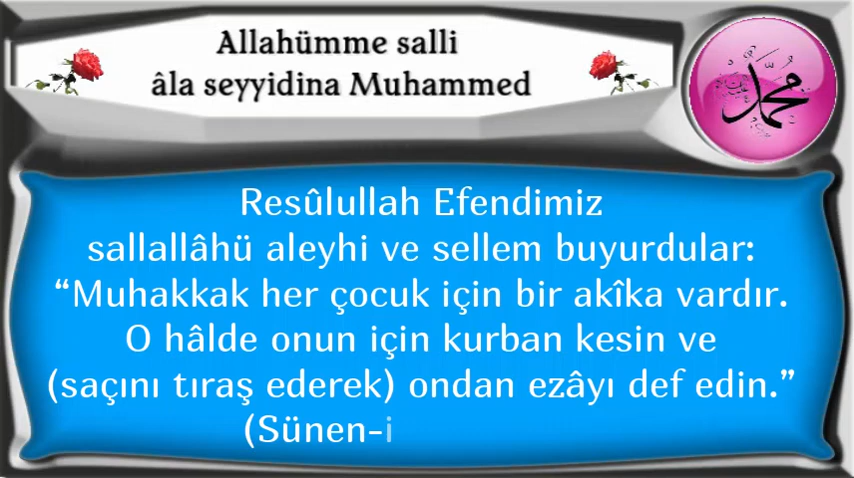 Allahümme salli
âla seyyidina Muhammed
محمد
Resûlullah Efendimiz
sallallâhü aleyhi ve sellem buyurdular:
“Muhakkak her çocuk için bir akîka vardır.
O hâlde onun için kurban kesin ve
(saçını tıraş ederek) ondan ezâyı def edin.”
(Sünen-i